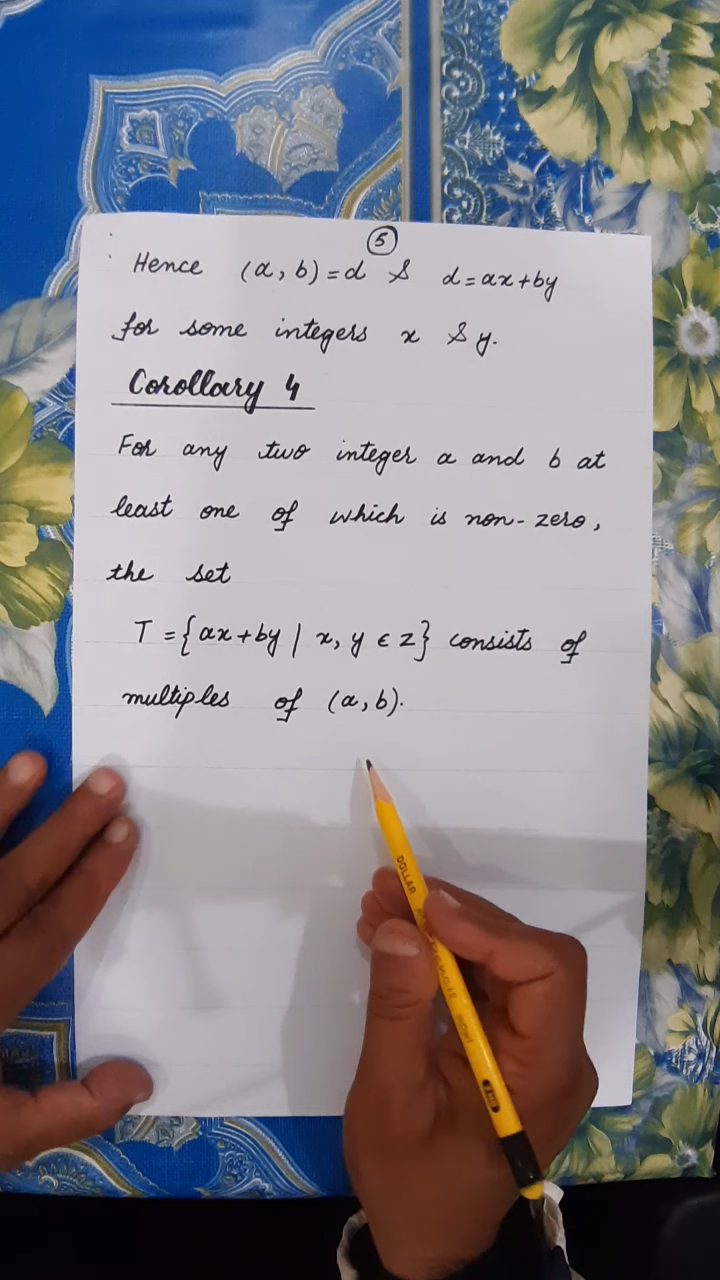 5
Hence (a, b) = d & d = ax + by
for some integers x & y.
Corollary 4
For any two integer a and b at
least one of which is non-zero,
the set
T = {ax + by | x, y ∈ z} consists of
multiples of (a, b).
DOLLAR